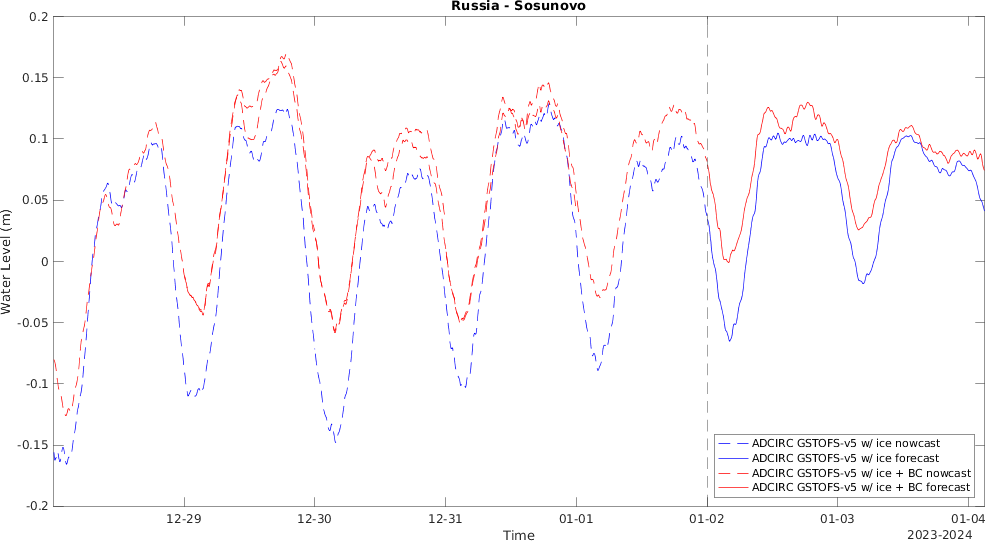 Russia - Sosunovo
0.2
0.15
0.1
0.05
0
-0.05
-0.1
-0.15
-0.2
Water Level (m)
12-29
12-30
12-31
01-01
01-02
01-03
01-04
Time
2023-2024
ADCIRC GSTOFS-v5 w/ ice nowcast
ADCIRC GSTOFS-v5 w/ ice forecast
ADCIRC GSTOFS-v5 w/ ice + BC nowcast
ADCIRC GSTOFS-v5 w/ ice + BC forecast